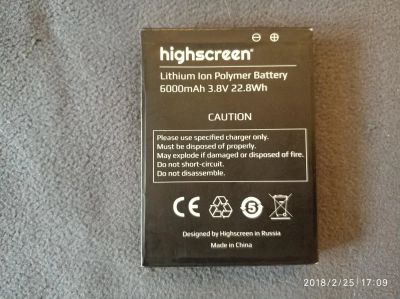 highscreen®
Lithium Ion Polymer Battery
6000mAh 3.8V 22.8Wh
CAUTION
Please use specified charger only.
Must be disposed of properly.
May explode if damaged or disposed of fire.
Do not short-circuit.
Do not disassemble.
CE 5
Designed by Highscreen in Russia
Made in China
2018/2/25 17:09